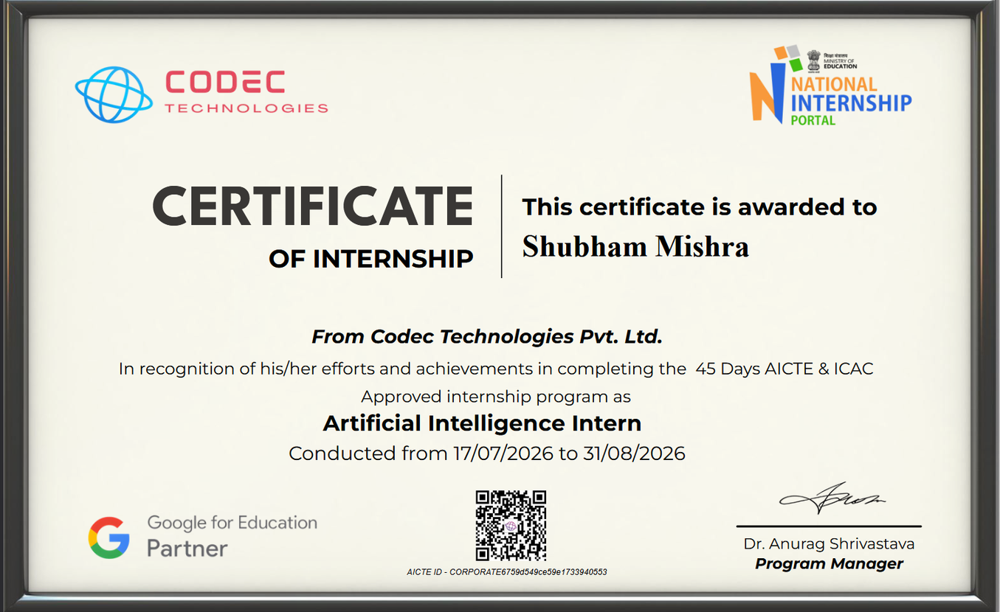 CODEC
TECHNOLOGIES
शिक्षा मंत्रालय
MINISTRY OF
EDUCATION
NATIONAL
INTERNSHIP
PORTAL
CERTIFICATE
OF INTERNSHIP
This certificate is awarded to
Shubham Mishra
From Codec Technologies Pvt. Ltd.
In recognition of his/her efforts and achievements in completing the 45 Days AICTE & ICAC
Approved internship program as
Artificial Intelligence Intern
Conducted from 17/07/2026 to 31/08/2026
Google for Education
Partner
AICTE ID - CORPORATE6759d549ce59e1733940553
Dr. Anurag Shrivastava
Program Manager